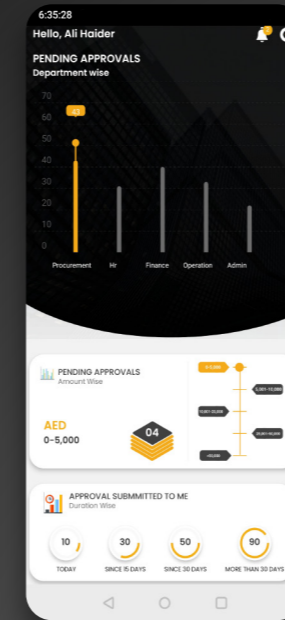 6:35:28
Hello, Ali Haider
PENDING APPROVALS
Department wise
70
60
43
50
40
30
20
10
0
Procurement Hr Finance Operation Admin
PENDING APPROVALS
Amount Wise
AED
0-5,000
04
APPROVAL SUBMMITTED TO ME
Duration Wise
10 30 50 90
TODAY SINCE 15 DAYS SINCE 30 DAYS MORE THAN 30 DAYS